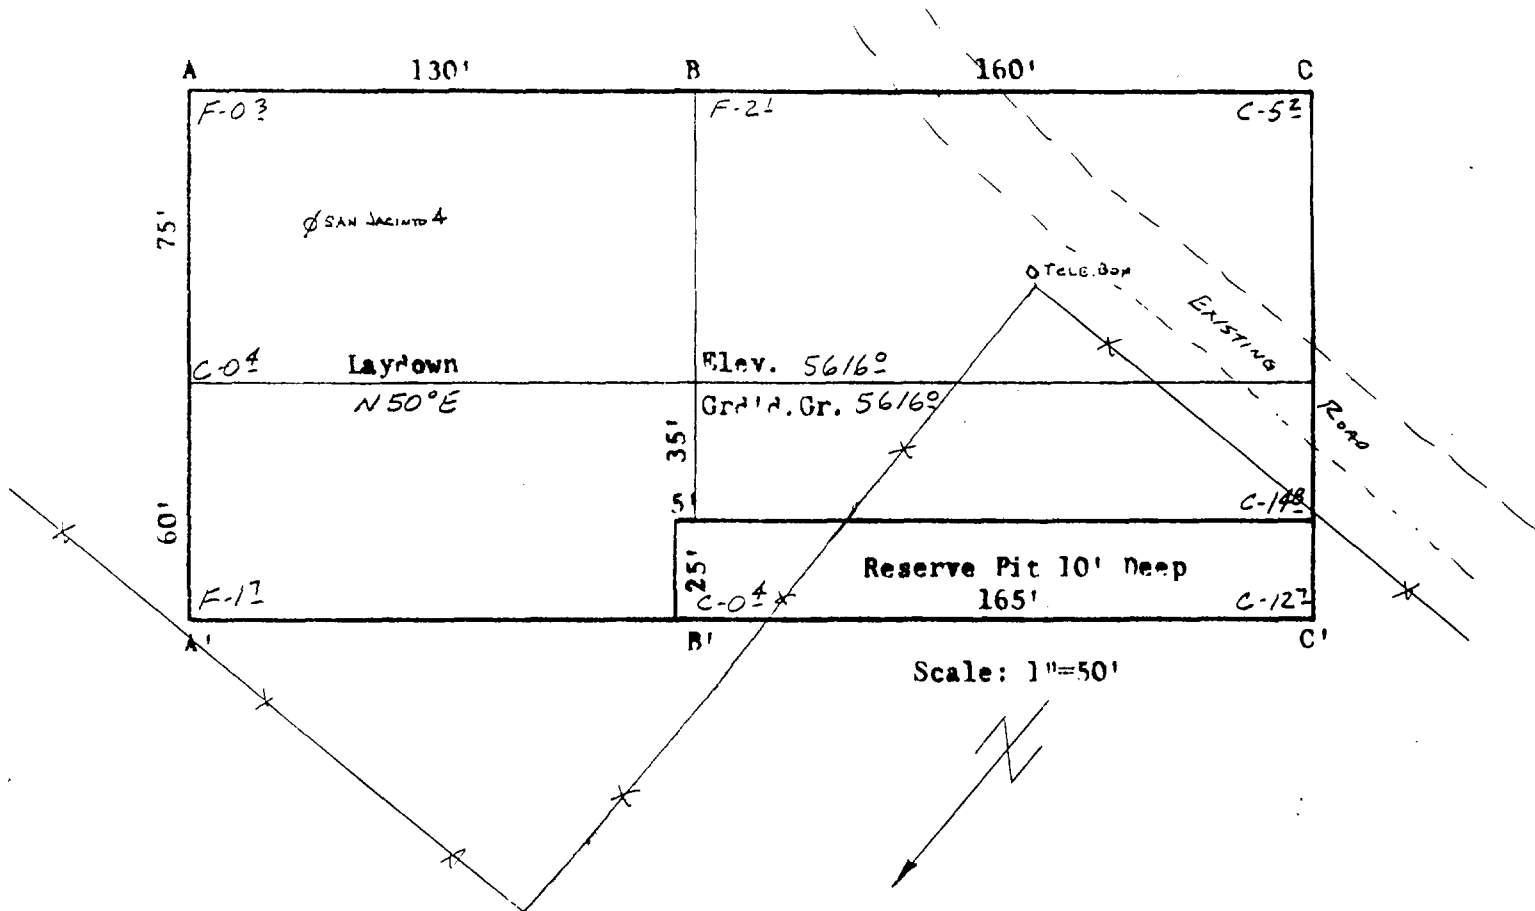 A 130' B 160' C
F-0³ F-2¹ C-5²
75'
SAN JACINTO 4
TELE. BOX
EXISTING
ROAD
C-0⁴ Laydown Elev. 5616⁰
N 50°E Grd'd.Gr. 5616⁰
35'
60'
5'
25'
Reserve Pit 10' Deep
F-1⁷ C-0⁴ 165' C-12⁷
A' B' C'
Scale: 1"=50'